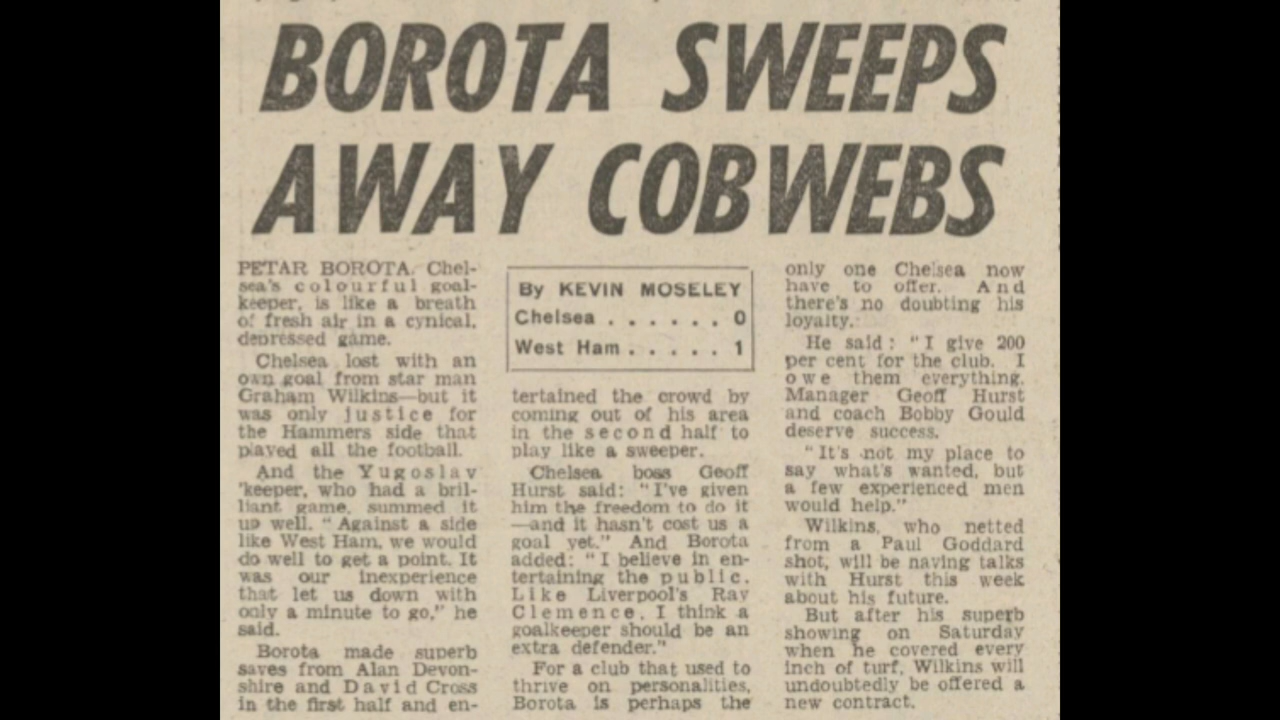 BOROTA SWEEPS
AWAY COBWEBS
PETAR BOROTA, Chel-
sea's colourful goal-
keeper, is like a breath
of fresh air in a cynical,
depressed game.
Chelsea lost with an
own goal from star man
Graham Wilkins—but it
was only justice for
the Hammers side that
played all the football.
And the Yugoslav
'keeper, who had a bril-
liant game, summed it
up well. "Against a side
like West Ham, we would
do well to get a point. It
was our inexperience
that let us down with
only a minute to go," he
said.
Borota made superb
saves from Alan Devon-
shire and David Cross
in the first half and en-
By KEVIN MOSELEY
Chelsea . . . . . . 0
West Ham . . . . . 1
tertained the crowd by
coming out of his area
in the second half to
play like a sweeper.
Chelsea boss Geoff
Hurst said: "I've given
him the freedom to do it
—and it hasn't cost us a
goal yet." And Borota
added: "I believe in en-
tertaining the public.
Like Liverpool's Ray
Clemence, I think a
goalkeeper should be an
extra defender."
For a club that used to
thrive on personalities,
Borota is perhaps the
only one Chelsea now
have to offer. And
there's no doubting his
loyalty.
He said: "I give 200
per cent for the club. I
owe them everything.
Manager Geoff Hurst
and coach Bobby Gould
deserve success.
"It's not my place to
say what's wanted, but
a few experienced men
would help."
Wilkins, who netted
from a Paul Goddard
shot, will be having talks
with Hurst this week
about his future.
But after his superb
showing on Saturday
when he covered every
inch of turf, Wilkins will
undoubtedly be offered a
new contract.